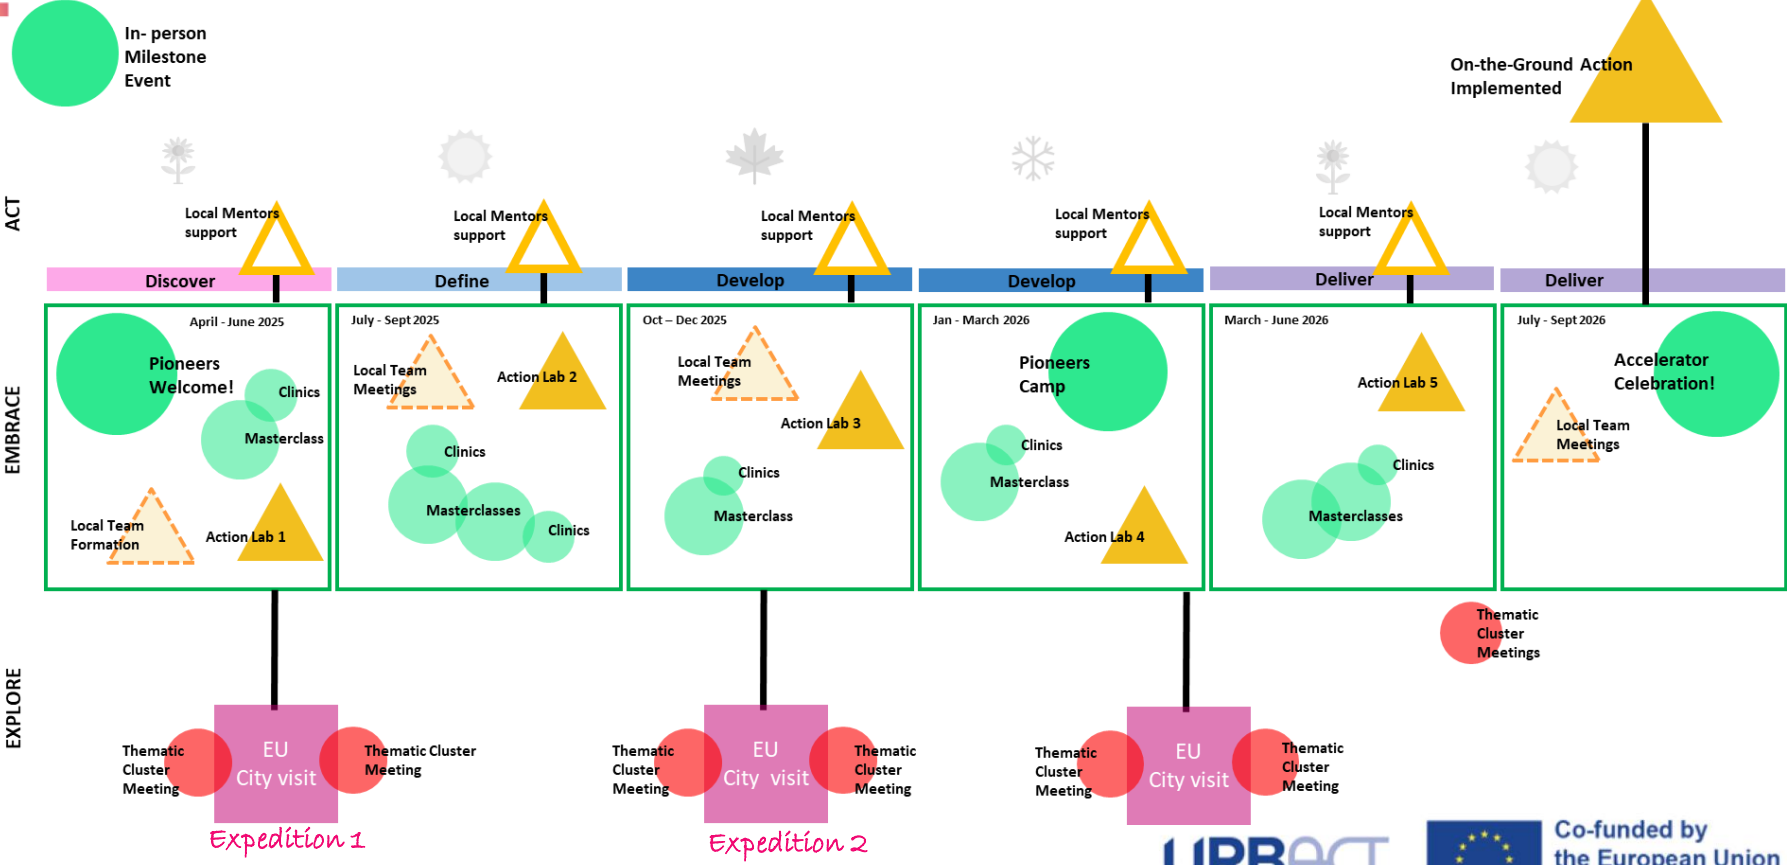 In- person
Milestone
Event
On-the-Ground Action
Implemented
ACT
Local Mentors
support
Local Mentors
support
Local Mentors
support
Local Mentors
support
Local Mentors
support
Discover
Define
Develop
Develop
Deliver
Deliver
EMBRACE
April - June 2025
Pioneers
Welcome!
Clinics
Masterclass
Local Team
Formation
Action Lab 1
July - Sept 2025
Local Team
Meetings
Action Lab 2
Clinics
Masterclasses
Clinics
Oct – Dec 2025
Local Team
Meetings
Action Lab 3
Clinics
Masterclass
Jan - March 2026
Pioneers
Camp
Clinics
Masterclass
Action Lab 4
March - June 2026
Action Lab 5
Clinics
Masterclasses
July - Sept 2026
Accelerator
Celebration!
Local Team
Meetings
EXPLORE
Thematic
Cluster
Meetings
Thematic
Cluster
Meeting
EU
City visit
Thematic Cluster
Meeting
Expedition 1
Thematic
Cluster
Meeting
EU
City visit
Thematic
Cluster
Meeting
Expedition 2
Thematic
Cluster
Meeting
EU
City visit
Thematic
Cluster
Meeting
URBACT
Co-funded by
the European Union